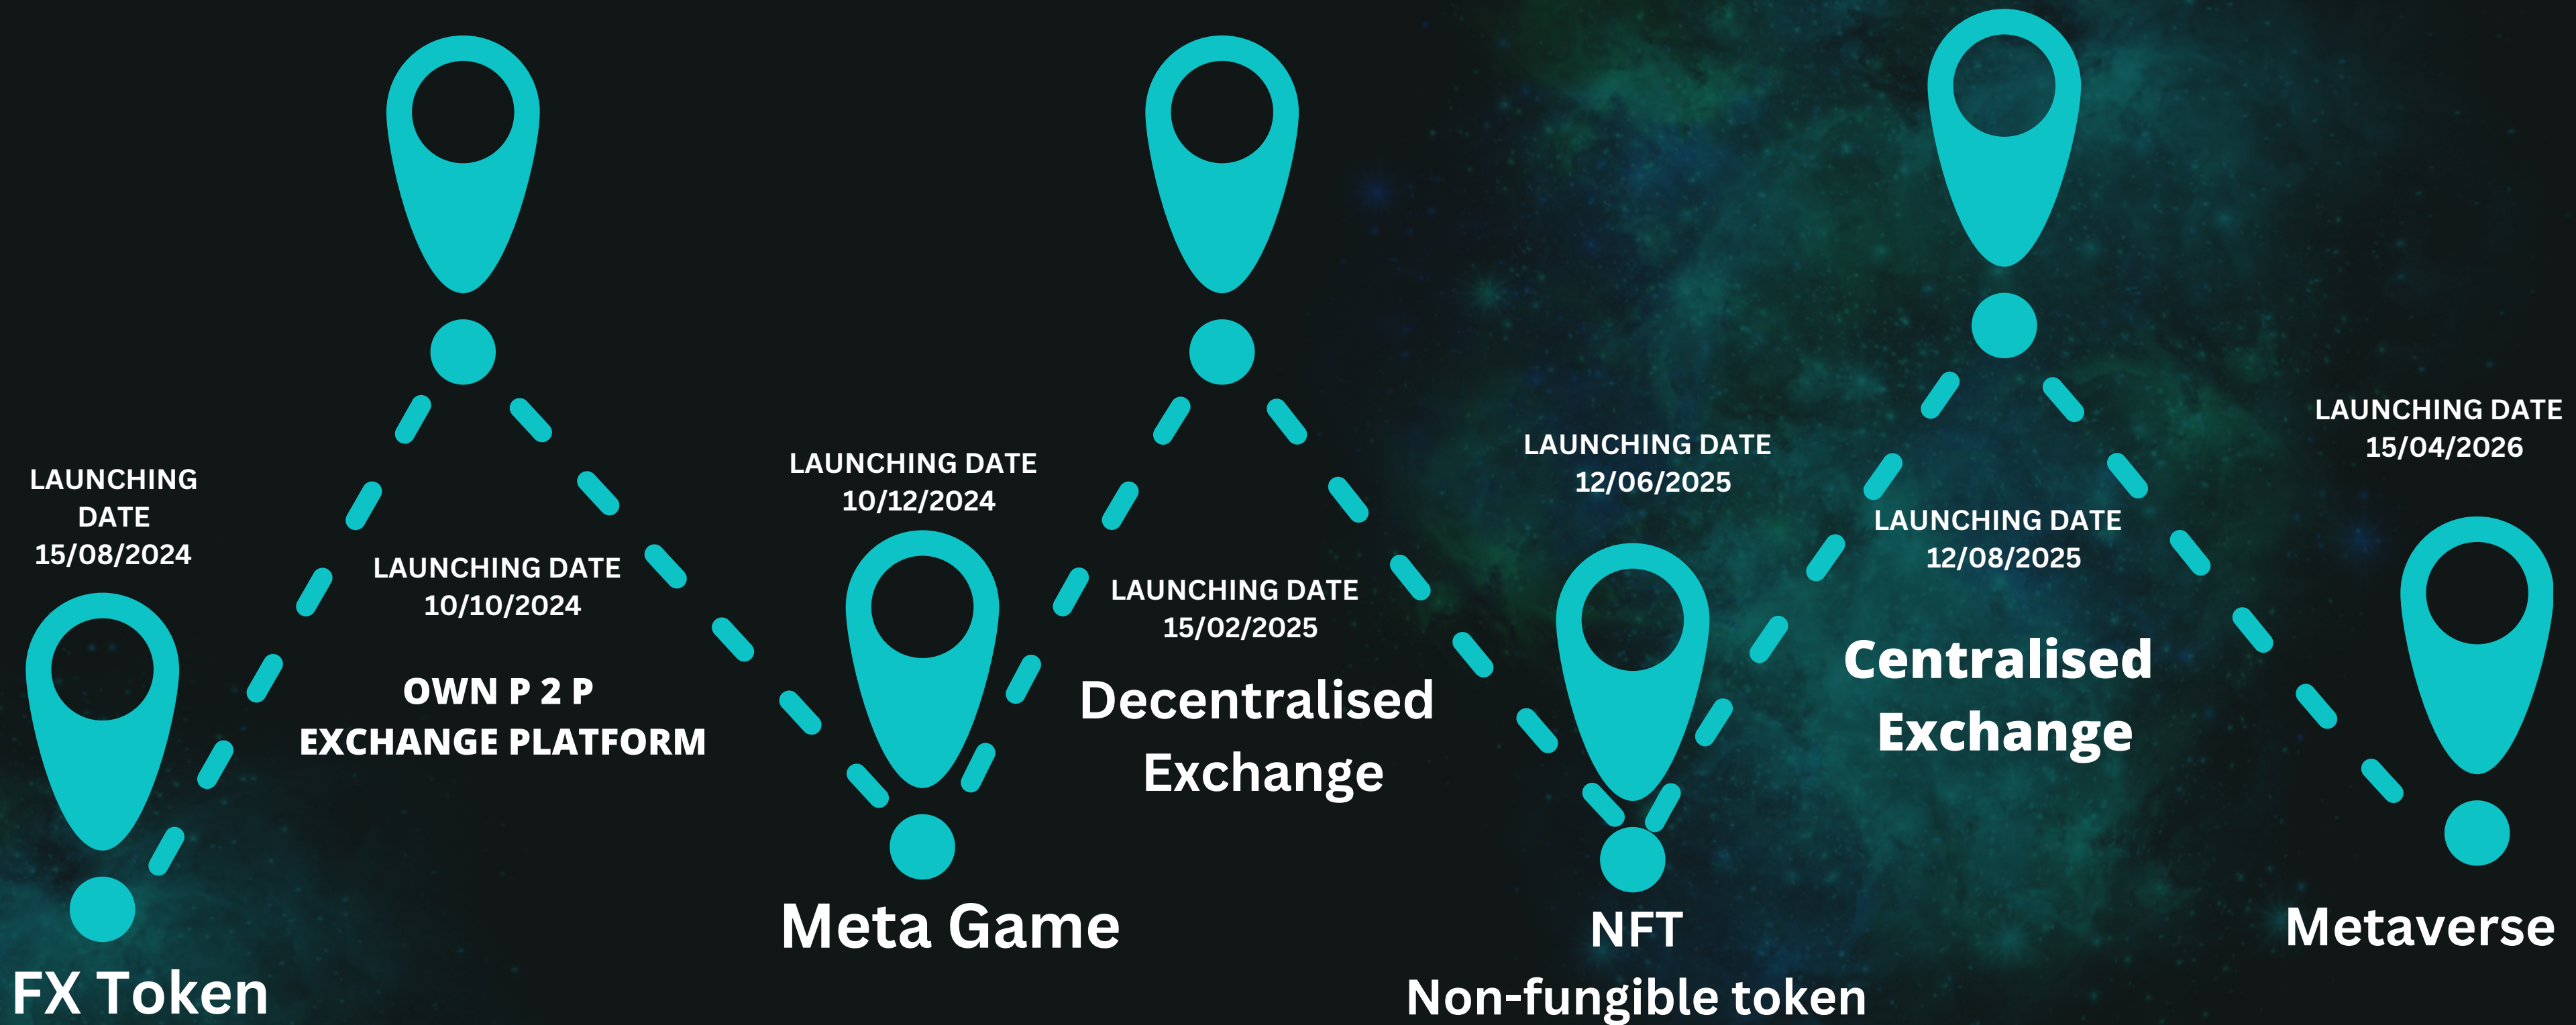 LAUNCHING
DATE
15/08/2024
FX Token
LAUNCHING DATE
10/10/2024
OWN P 2 P
EXCHANGE PLATFORM
LAUNCHING DATE
10/12/2024
Meta Game
LAUNCHING DATE
15/02/2025
Decentralised
Exchange
LAUNCHING DATE
12/06/2025
NFT
Non-fungible token
LAUNCHING DATE
12/08/2025
Centralised
Exchange
LAUNCHING DATE
15/04/2026
Metaverse